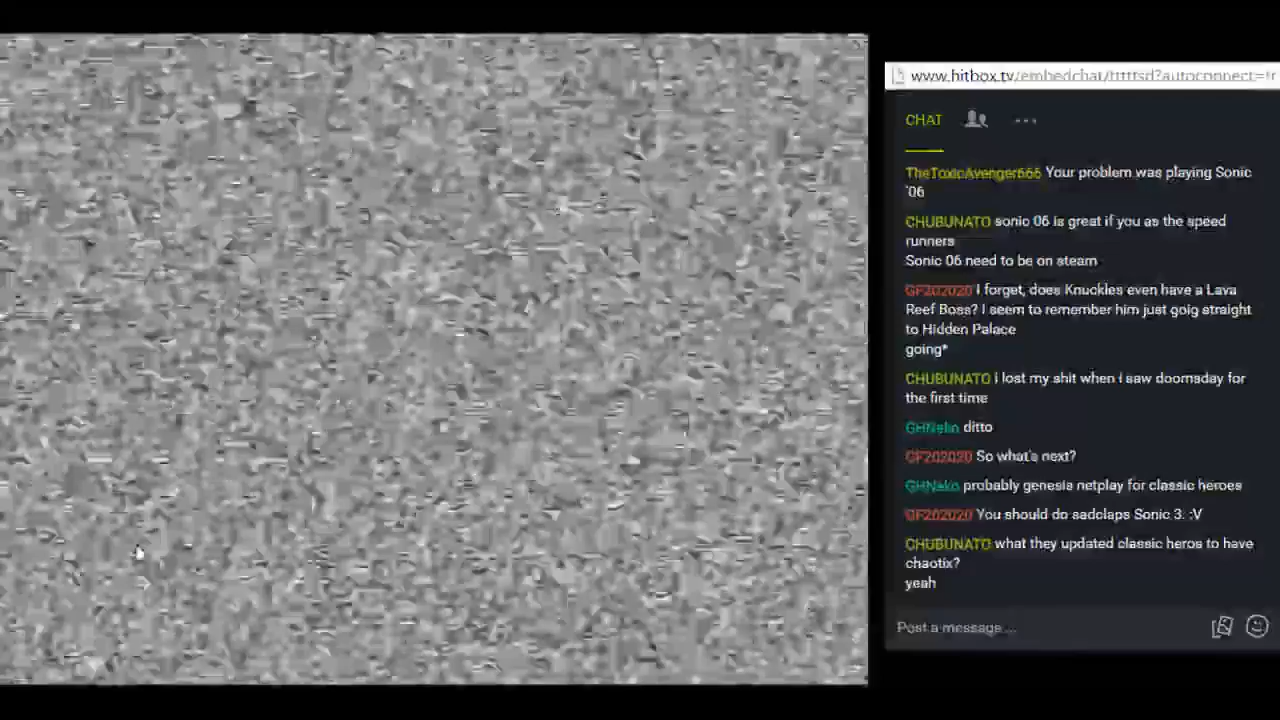 www.hitbox.tv/embedchat/tttttsd?autoconnect=tr
CHAT
TheToxicAvenger666 Your problem was playing Sonic
'06
CHUBUNATO sonic 06 is great if you as the speed
runners
Sonic 06 need to be on steam
GF202020 I forget, does Knuckles even have a Lava
Reef Boss? I seem to remember him just goig straight
to Hidden Palace
going*
CHUBUNATO i lost my shit when i saw doomsday for
the first time
GHNeko ditto
GF202020 So what's next?
GHNeko probably genesis netplay for classic heroes
GF202020 You should do sadclaps Sonic 3. :V
CHUBUNATO what they updated classic heros to have
chaotix?
yeah
Post a message ...